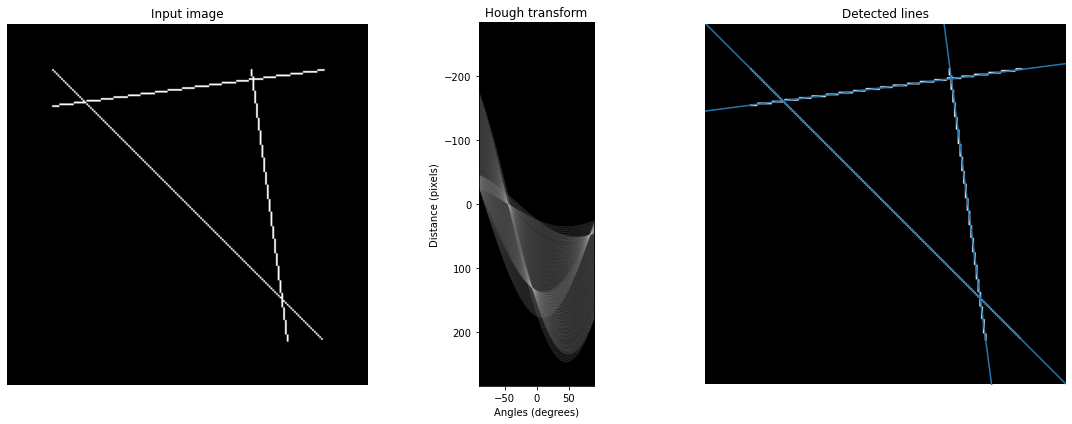 Input image
Hough transform
Detected lines
−200
−100
0
100
200
Distance (pixels)
−50 0 50
Angles (degrees)